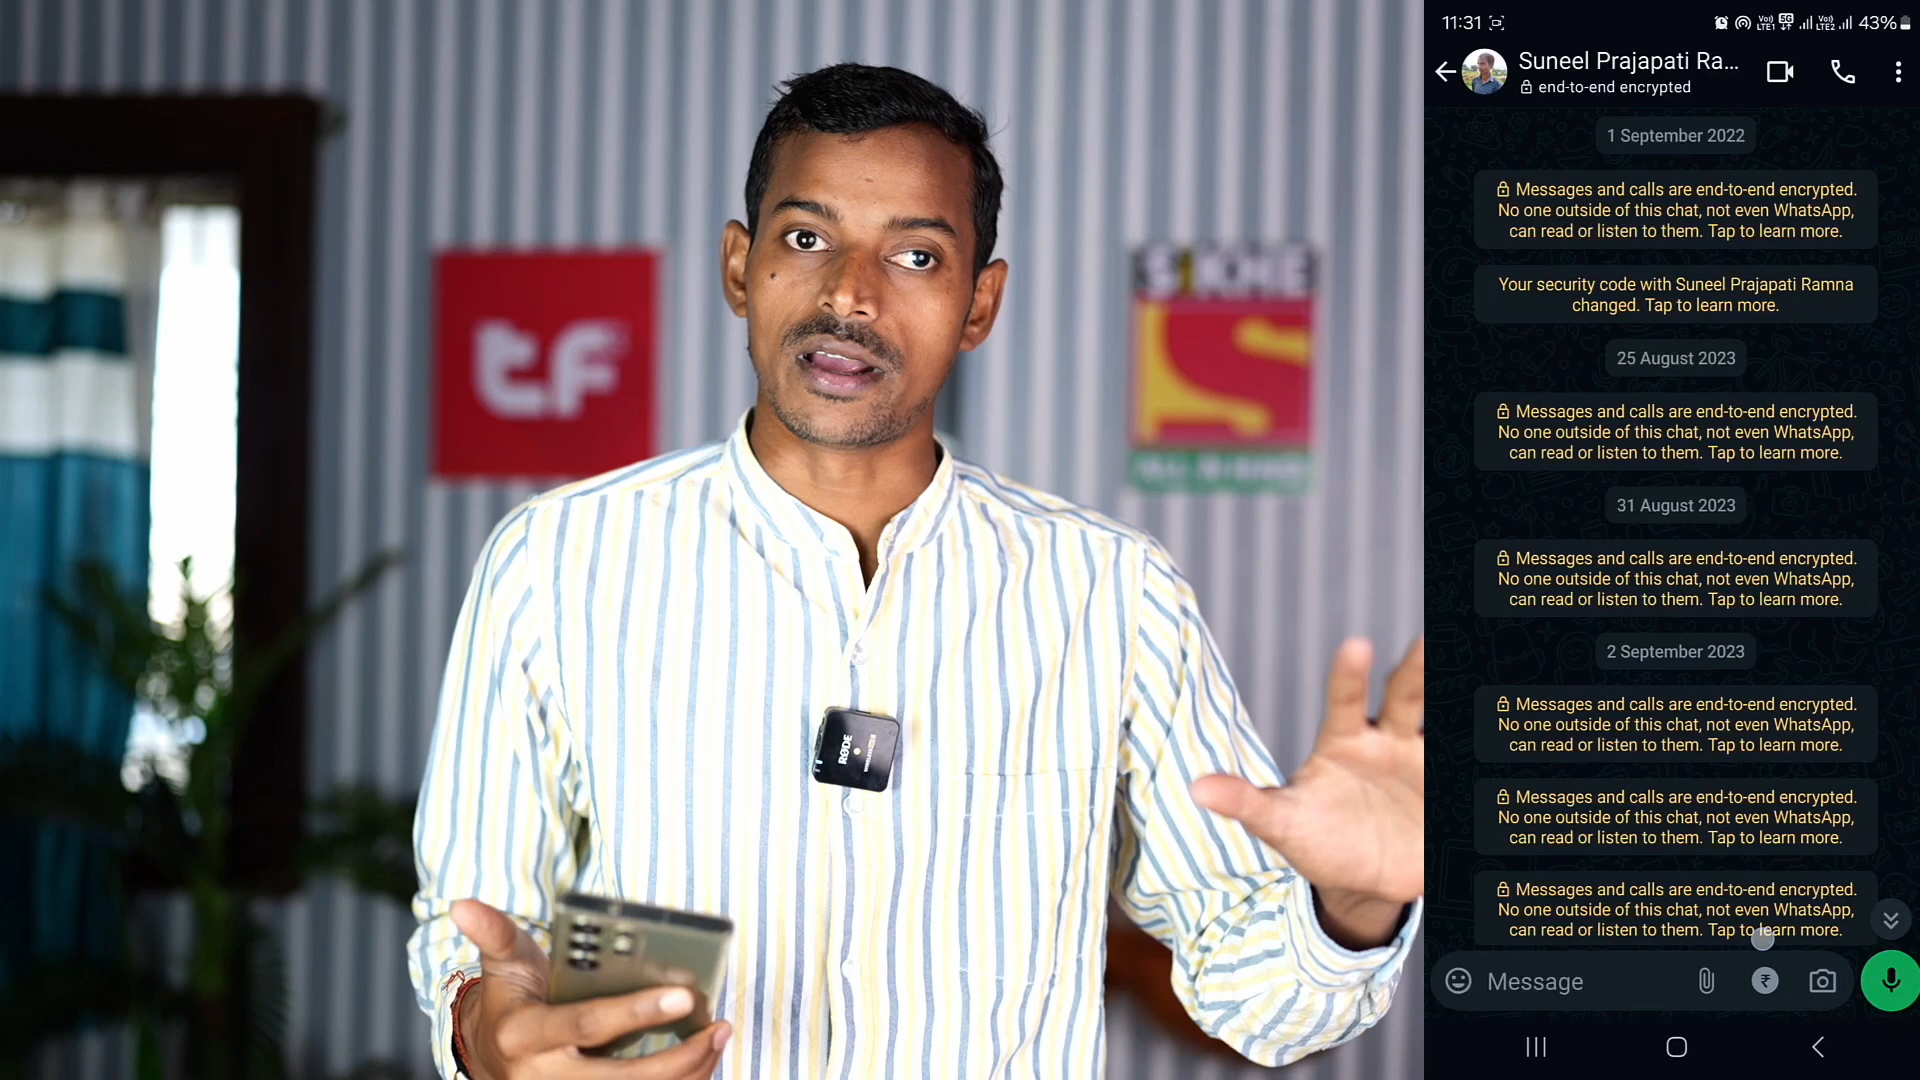 11:31
VoI) LTE1 5G VoI) LTE2 43%
Suneel Prajapati Ra...
end-to-end encrypted
1 September 2022
Messages and calls are end-to-end encrypted.
No one outside of this chat, not even WhatsApp,
can read or listen to them. Tap to learn more.
Your security code with Suneel Prajapati Ramna
changed. Tap to learn more.
25 August 2023
Messages and calls are end-to-end encrypted.
No one outside of this chat, not even WhatsApp,
can read or listen to them. Tap to learn more.
31 August 2023
Messages and calls are end-to-end encrypted.
No one outside of this chat, not even WhatsApp,
can read or listen to them. Tap to learn more.
2 September 2023
Messages and calls are end-to-end encrypted.
No one outside of this chat, not even WhatsApp,
can read or listen to them. Tap to learn more.
Messages and calls are end-to-end encrypted.
No one outside of this chat, not even WhatsApp,
can read or listen to them. Tap to learn more.
Messages and calls are end-to-end encrypted.
No one outside of this chat, not even WhatsApp,
can read or listen to them. Tap to learn more.
Message
₹
tf
SIKHE
ALL IN HINDI
RØDE